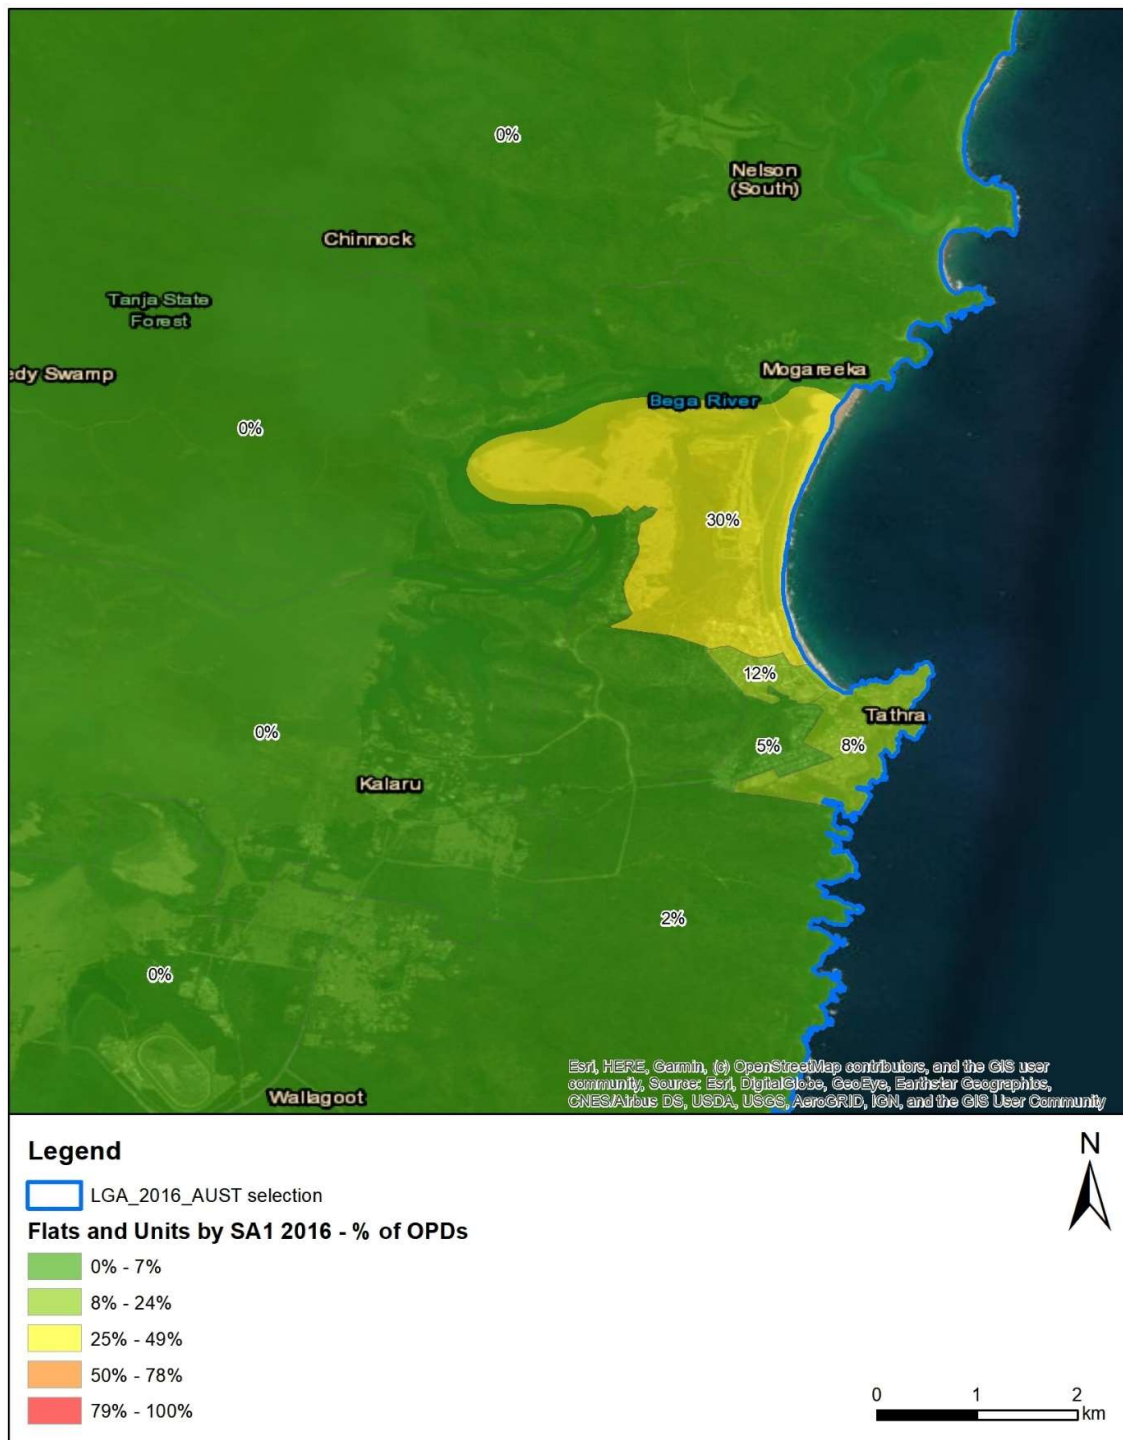 0%
Nelson
(South)
Chinnock
Tanja State
Forest
edy Swamp
Mogareeka
Bega River
0%
30%
12%
Tathra
0%
5%
8%
Kalaru
2%
0%
Wallagoot
Esri, HERE, Garmin, (c) OpenStreetMap contributors, and the GIS user
community, Source: Esri, DigitalGlobe, GeoEye, Earthstar Geographics,
CNES/Airbus DS, USDA, USGS, AeroGRID, IGN, and the GIS User Community
Legend
N
LGA_2016_AUST selection
Flats and Units by SA1 2016 - % of OPDs
0% - 7%
8% - 24%
25% - 49%
50% - 78%
79% - 100%
0 1 2
km